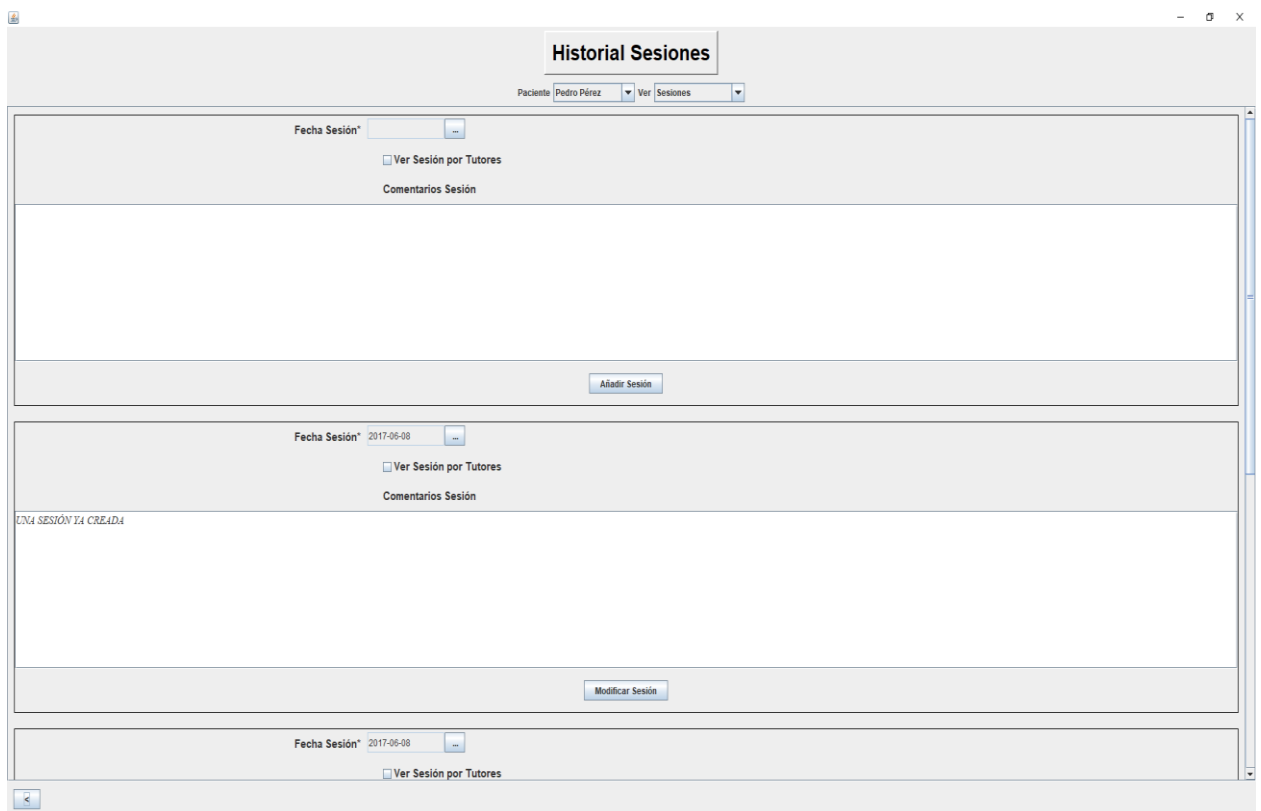 Historial Sesiones
Paciente Pedro Pérez Ver Sesiones
Fecha Sesión* ...
Ver Sesión por Tutores
Comentarios Sesión
Añadir Sesión
Fecha Sesión* 2017-06-08 ...
Ver Sesión por Tutores
Comentarios Sesión
UNA SESIÓN YA CREADA
Modificar Sesión
Fecha Sesión* 2017-06-08 ...
Ver Sesión por Tutores
<